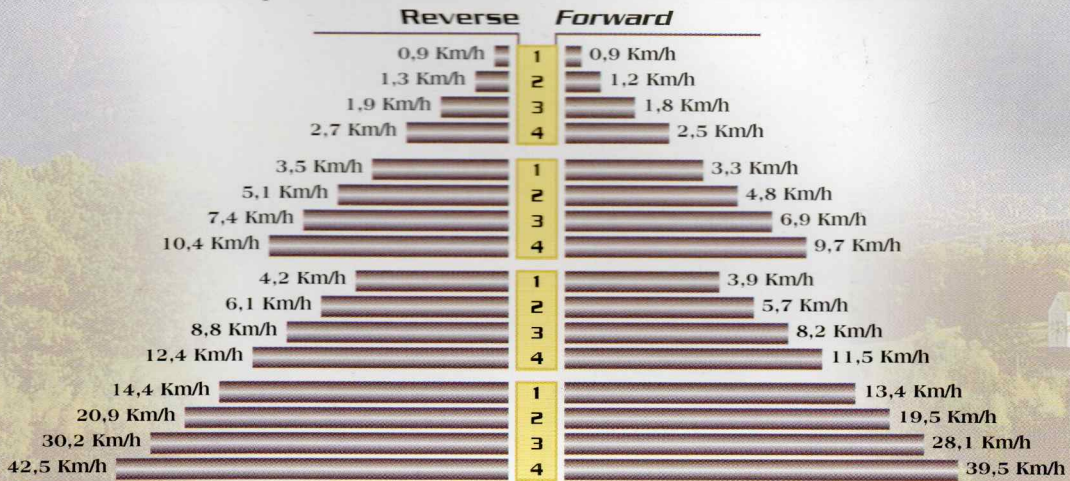 Reverse Forward
0,9 Km/h 1 0,9 Km/h
1,3 Km/h 2 1,2 Km/h
1,9 Km/h 3 1,8 Km/h
2,7 Km/h 4 2,5 Km/h
3,5 Km/h 1 3,3 Km/h
5,1 Km/h 2 4,8 Km/h
7,4 Km/h 3 6,9 Km/h
10,4 Km/h 4 9,7 Km/h
4,2 Km/h 1 3,9 Km/h
6,1 Km/h 2 5,7 Km/h
8,8 Km/h 3 8,2 Km/h
12,4 Km/h 4 11,5 Km/h
14,4 Km/h 1 13,4 Km/h
20,9 Km/h 2 19,5 Km/h
30,2 Km/h 3 28,1 Km/h
42,5 Km/h 4 39,5 Km/h